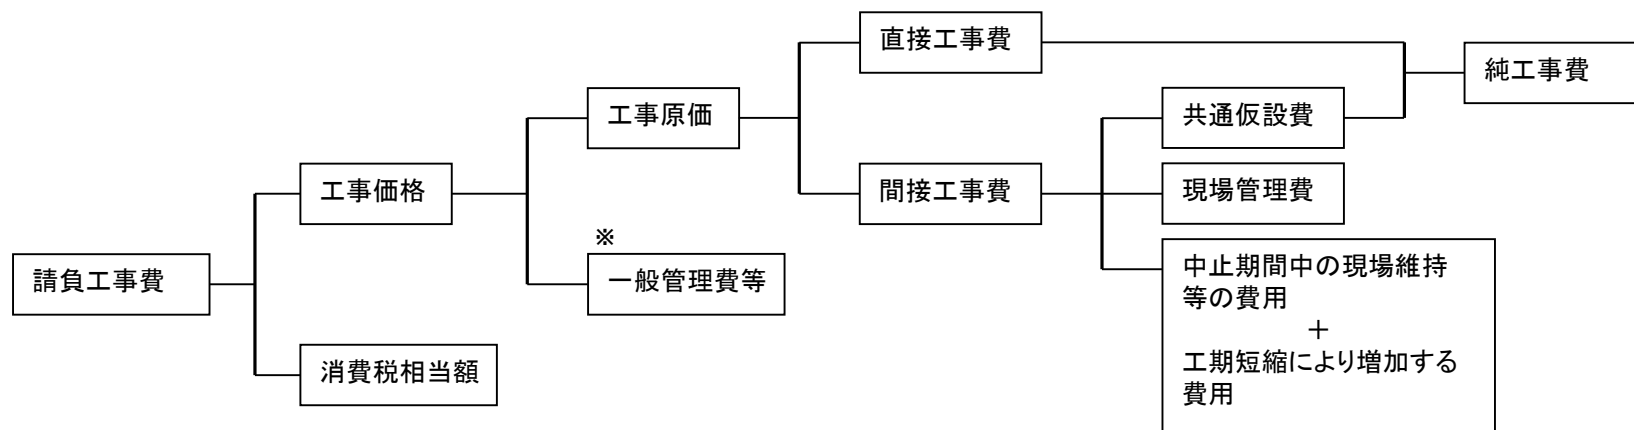 直接工事費
純工事費
工事原価
共通仮設費
工事価格
間接工事費
現場管理費
※
請負工事費
一般管理費等
中止期間中の現場維持
等の費用
＋
工期短縮により増加する
費用
消費税相当額